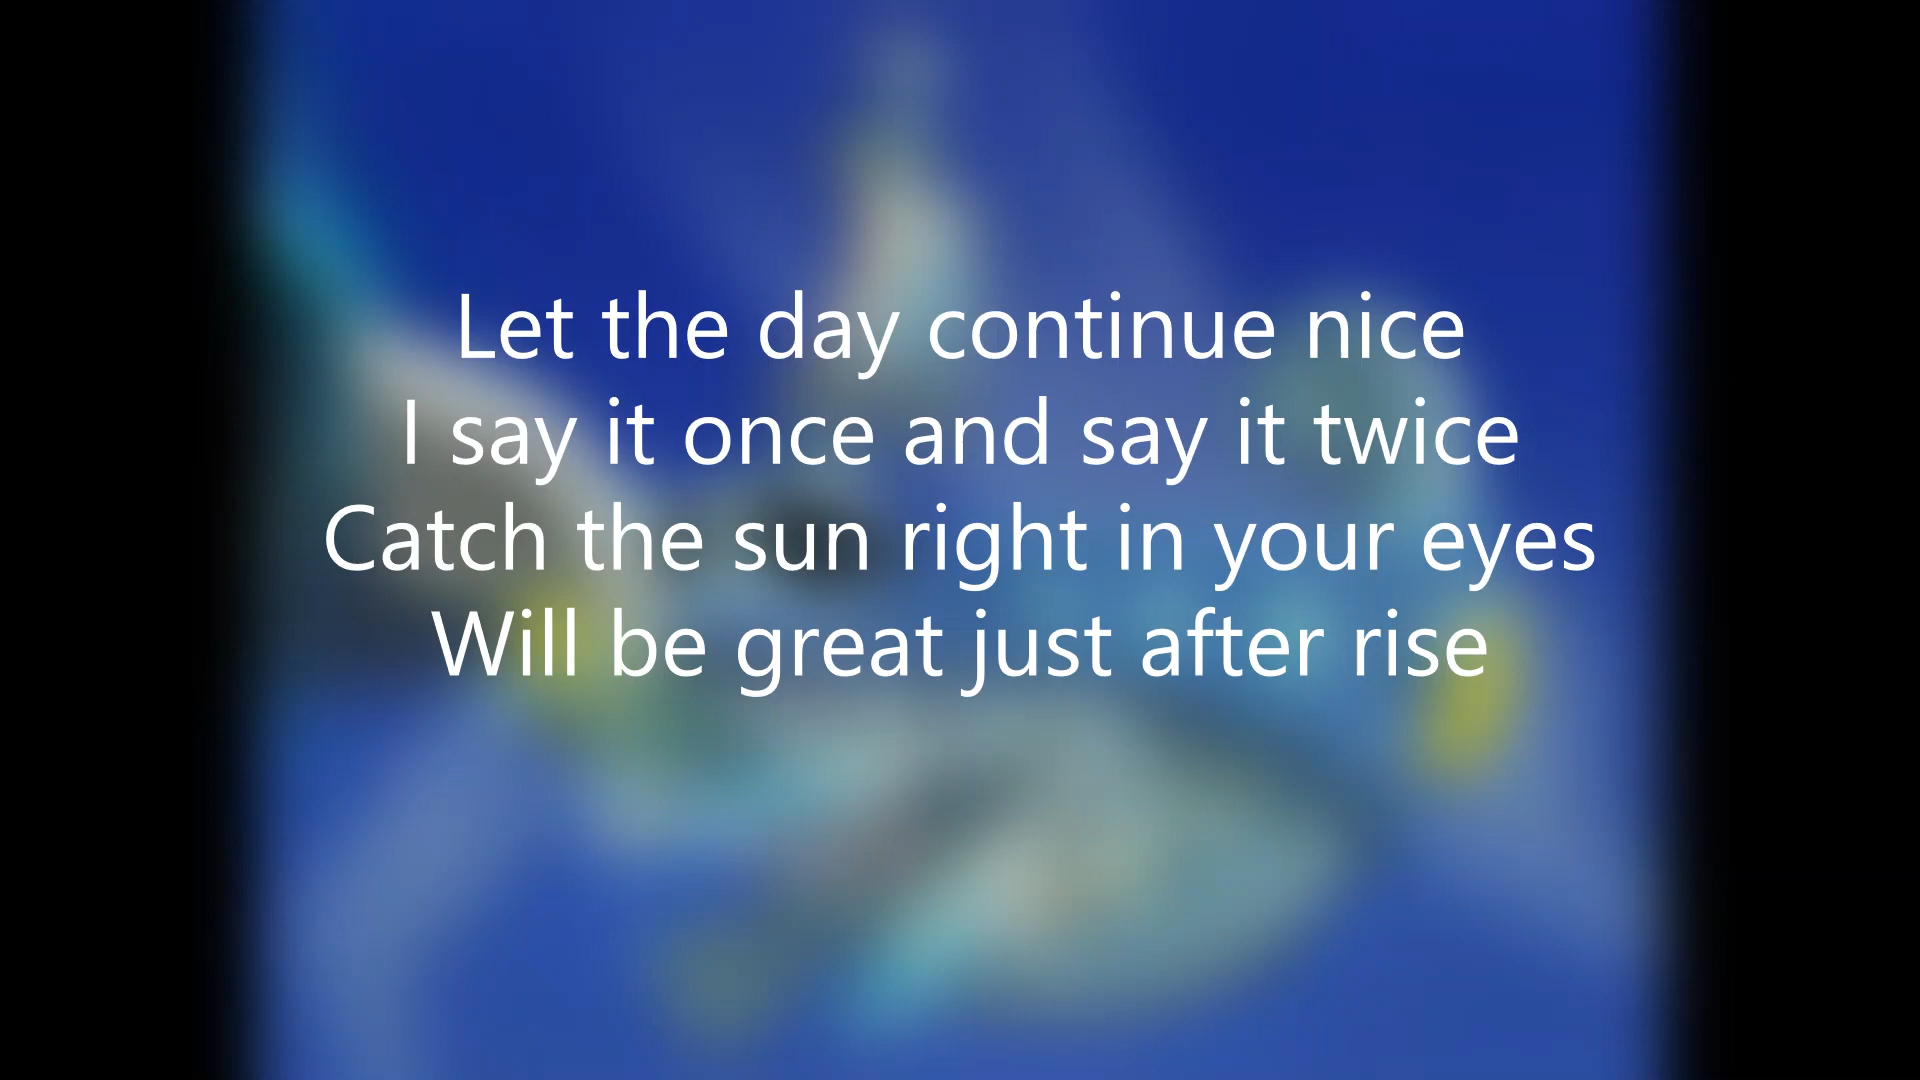 Let the day continue nice
I say it once and say it twice
Catch the sun right in your eyes
Will be great just after rise